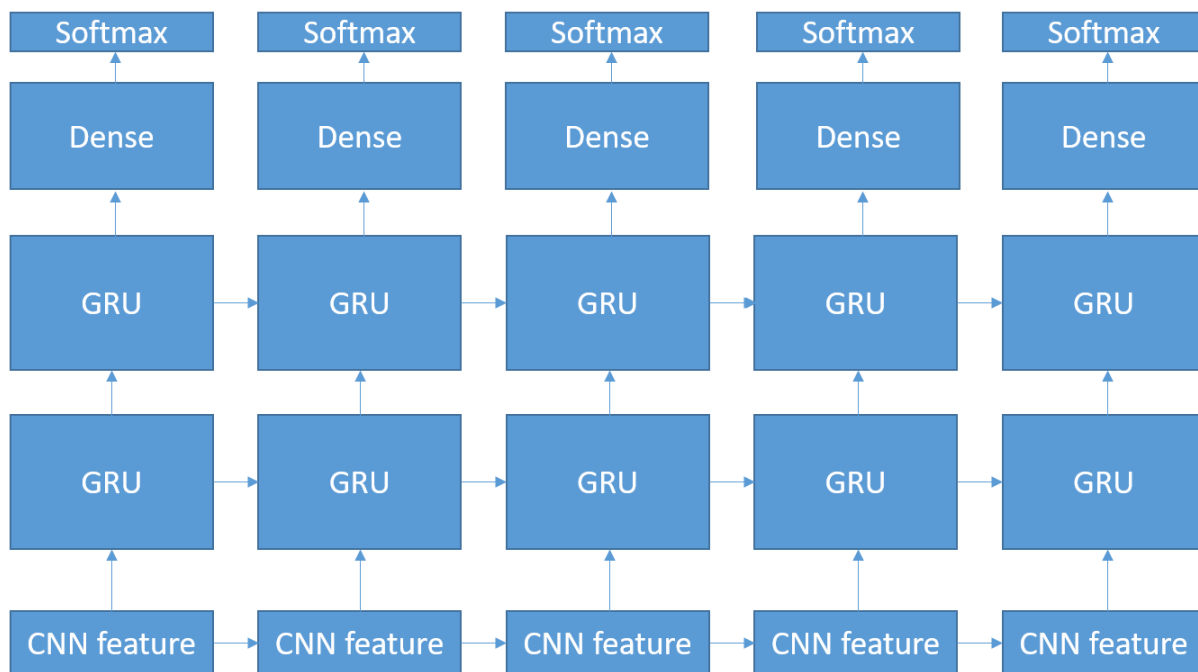 Softmax Softmax Softmax Softmax Softmax
Dense Dense Dense Dense Dense
GRU GRU GRU GRU GRU
GRU GRU GRU GRU GRU
CNN feature CNN feature CNN feature CNN feature CNN feature